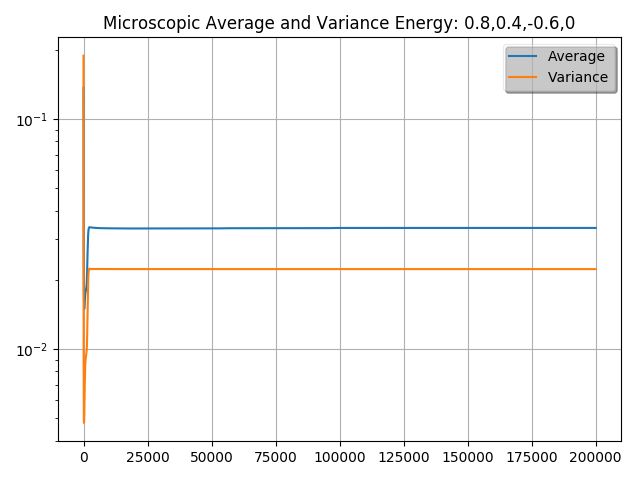 Microscopic Average and Variance Energy: 0.8,0.4,-0.6,0
Average
Variance
10⁻¹
10⁻²
0 25000 50000 75000 100000 125000 150000 175000 200000